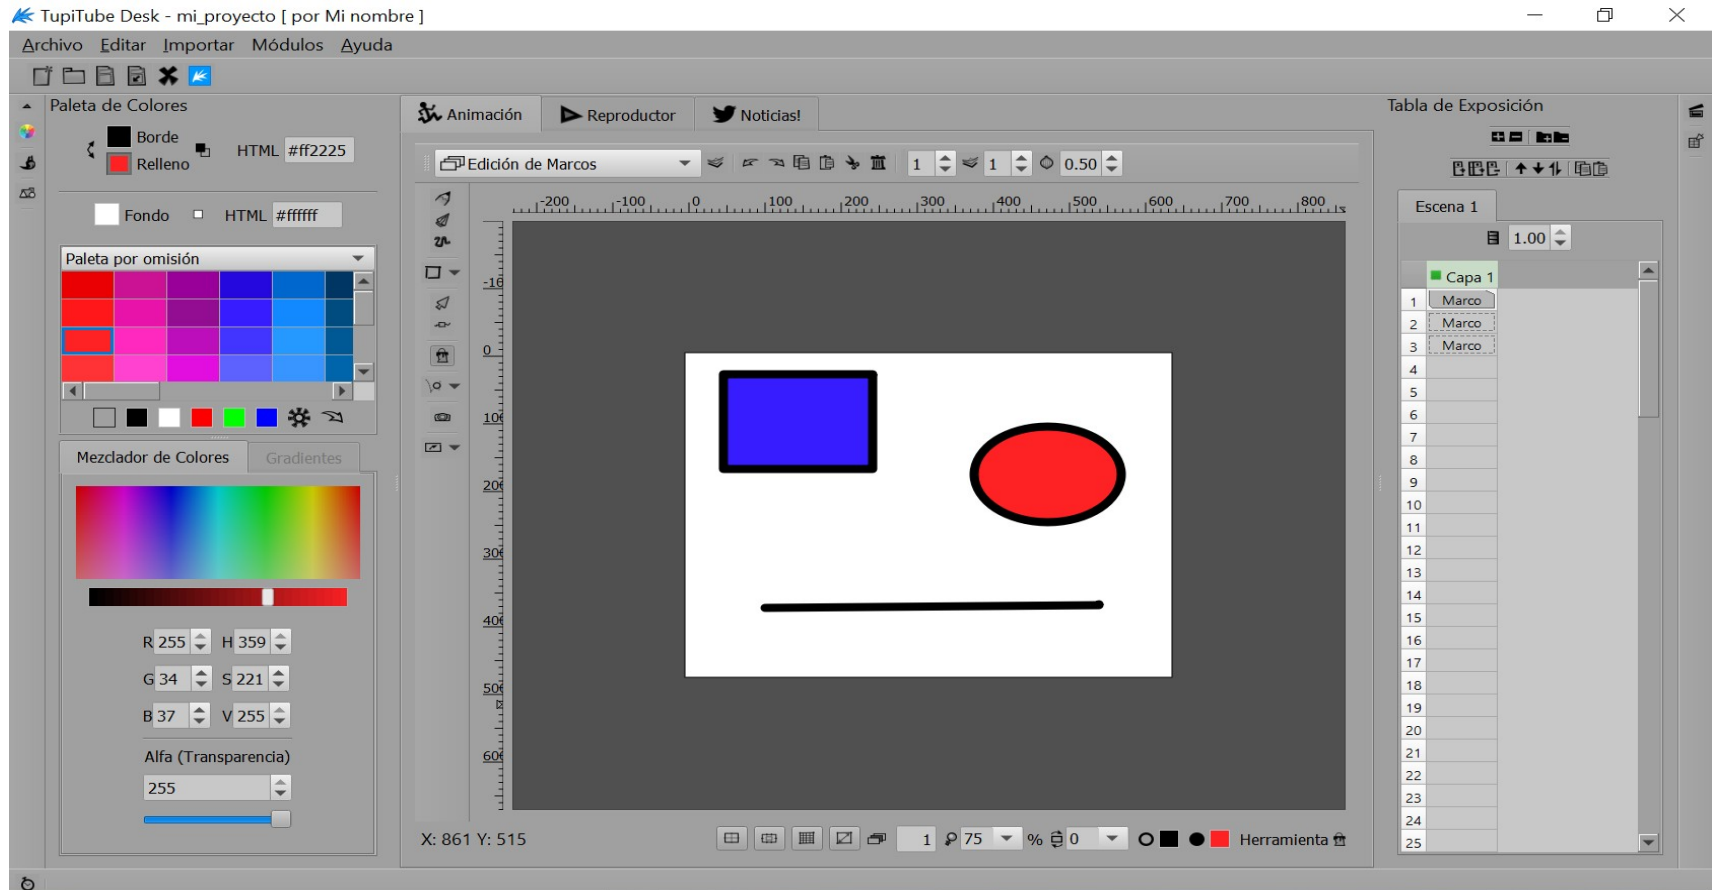 TupiTube Desk - mi_proyecto [ por Mi nombre ]
Archivo Editar Importar Módulos Ayuda
Paleta de Colores
Borde
Relleno
HTML #ff2225
Fondo
HTML #ffffff
Paleta por omisión
Mezclador de Colores Gradientes
R 255 H 359
G 34 S 221
B 37 V 255
Alfa (Transparencia)
255
Animación Reproductor Noticias!
Edición de Marcos 1 1 0.50
-200 -100 0 100 200 300 400 500 600 700 800
0
X: 861 Y: 515 1 75 % 0 Herramienta
Tabla de Exposición
Escena 1
1.00
Capa 1
1 Marco
2 Marco
3 Marco
4
5
6
7
8
9
10
11
12
13
14
15
16
17
18
19
20
21
22
23
24
25